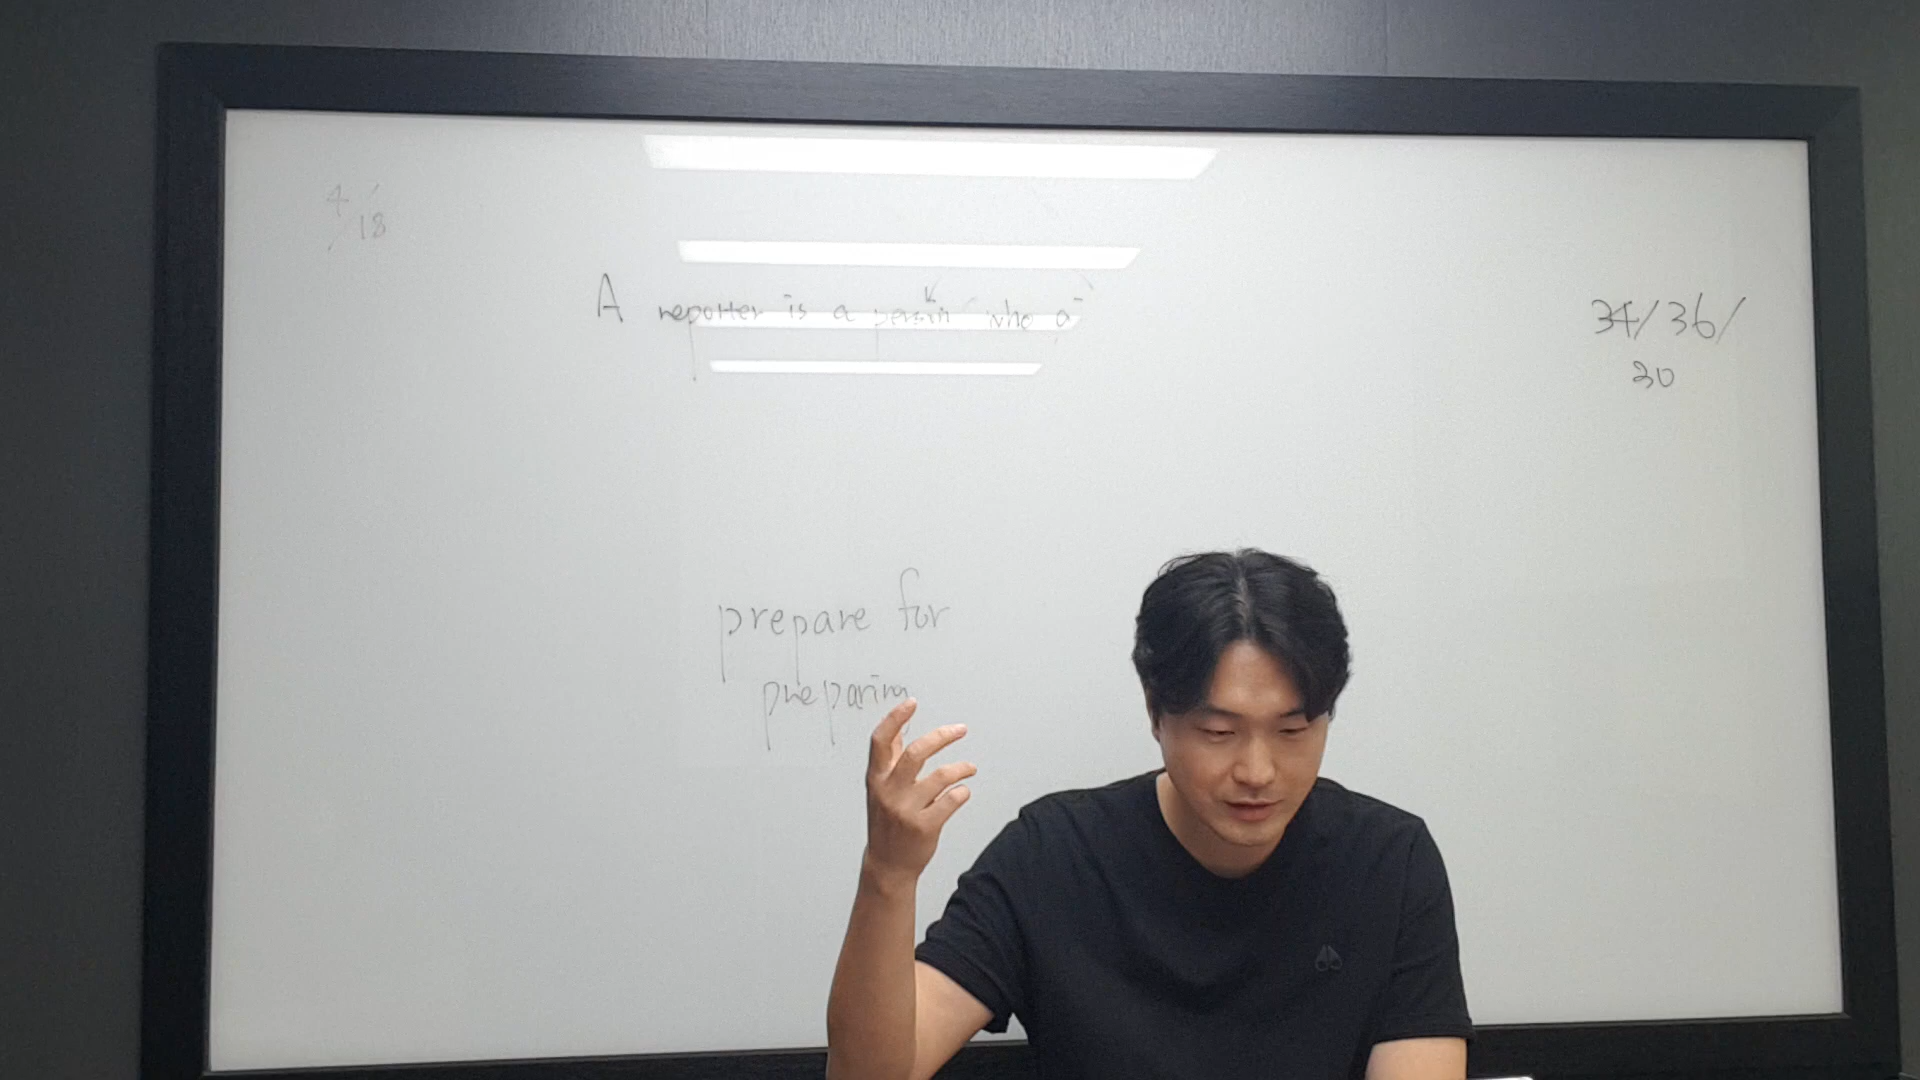 4
18
A reporter is a person who a
34/36/
30
prepare for
preparing